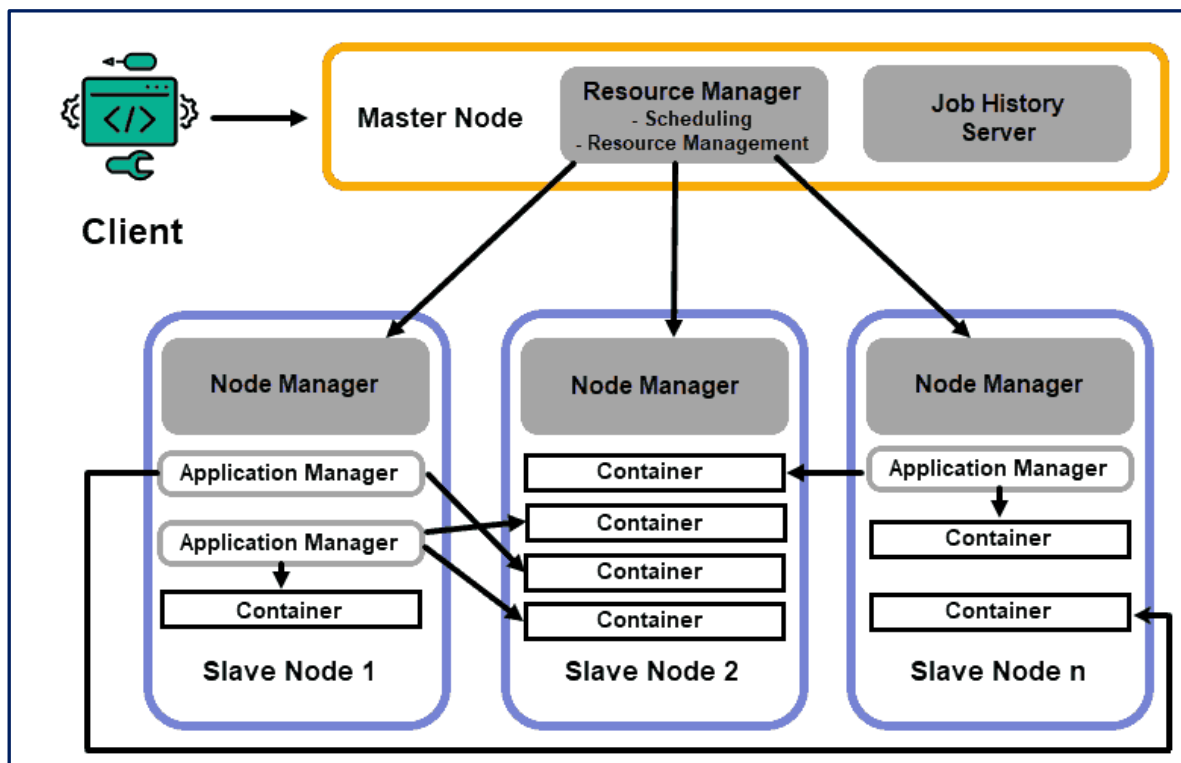 </>
Client
Master Node
Resource Manager
- Scheduling
- Resource Management
Job History
Server
Node Manager
Application Manager
Application Manager
Container
Slave Node 1
Node Manager
Container
Container
Container
Container
Slave Node 2
Node Manager
Application Manager
Container
Container
Slave Node n